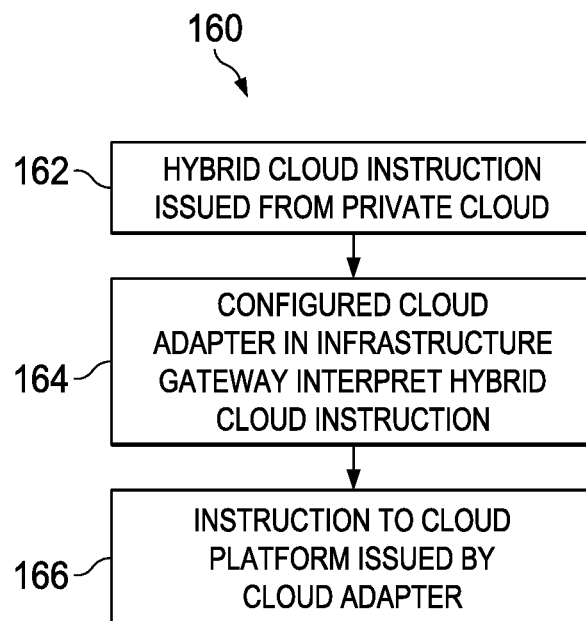 160
162
HYBRID CLOUD INSTRUCTION
ISSUED FROM PRIVATE CLOUD
164
CONFIGURED CLOUD
ADAPTER IN INFRASTRUCTURE
GATEWAY INTERPRET HYBRID
CLOUD INSTRUCTION
166
INSTRUCTION TO CLOUD
PLATFORM ISSUED BY
CLOUD ADAPTER